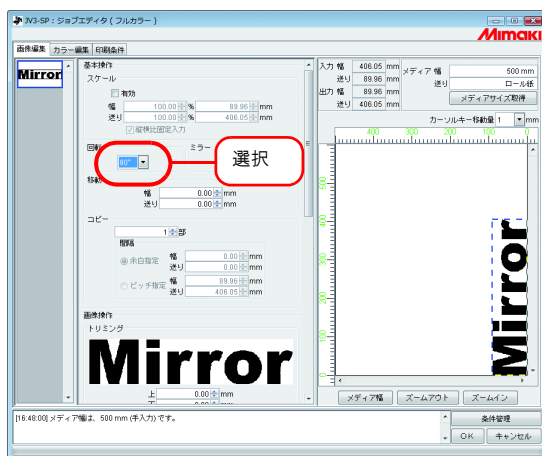 JV3-SP：ジョブエディタ(フルカラー)
Mimaki
画像編集 カラー編集 印刷条件
Mirror
基本操作
スケール
有効
幅 100.00 % 89.96 mm
送り 100.00 % 406.05 mm
縦横比固定入力
回転 ミラー
90°
選択
移動
幅 0.00 mm
送り 0.00 mm
コピー
1 部
間隔
余白指定 幅 0.00 mm
送り 0.00 mm
ピッチ指定 幅 89.96 mm
送り 406.05 mm
画像操作
トリミング
Mirror
上 0.00 mm
入力 幅 406.05 mm
送り 89.96 mm
出力 幅 89.96 mm
送り 406.05 mm
メディア 幅 500 mm
送り ロール紙
メディアサイズ取得
カーソルキー移動量 1 mm
400 300 200 100 0
500
400
300
200
100
0
Mirror
メディア幅 ズームアウト ズームイン
[16:48:00] メディア幅は、500 mm (手入力) です。
条件管理
OK キャンセル